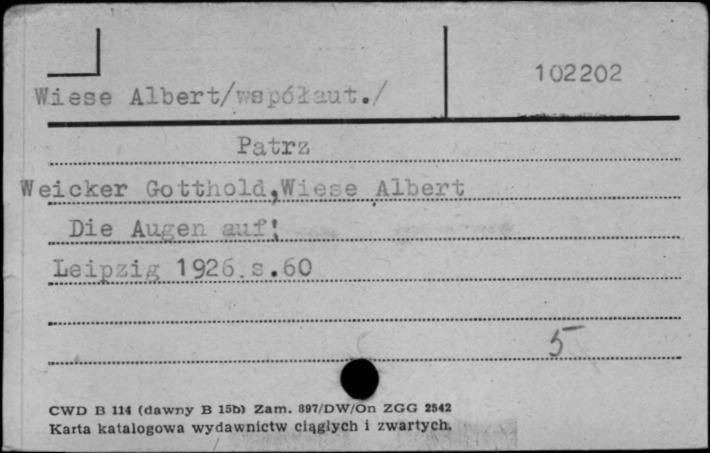 102202
Wiese Albert/współaut./
Patrz
Weicker Gotthold,Wiese Albert
Die Augen auf!
Leipzig 1926.s.60
5
CWD B 114 (dawny B 15b) Zam. 897/DW/On ZGG 2542
Karta katalogowa wydawnictw ciągłych i zwartych.